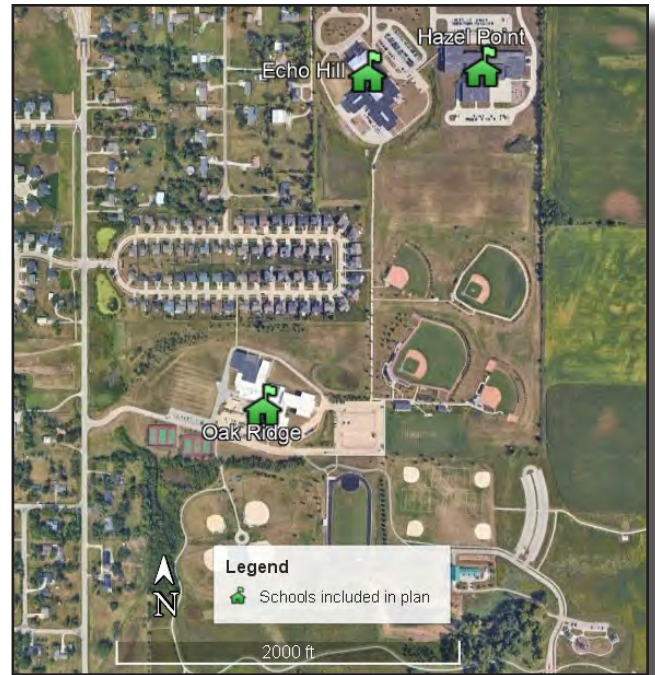 Hazel Point
Echo Hill
Oak Ridge
Legend
Schools included in plan
N
2000 ft